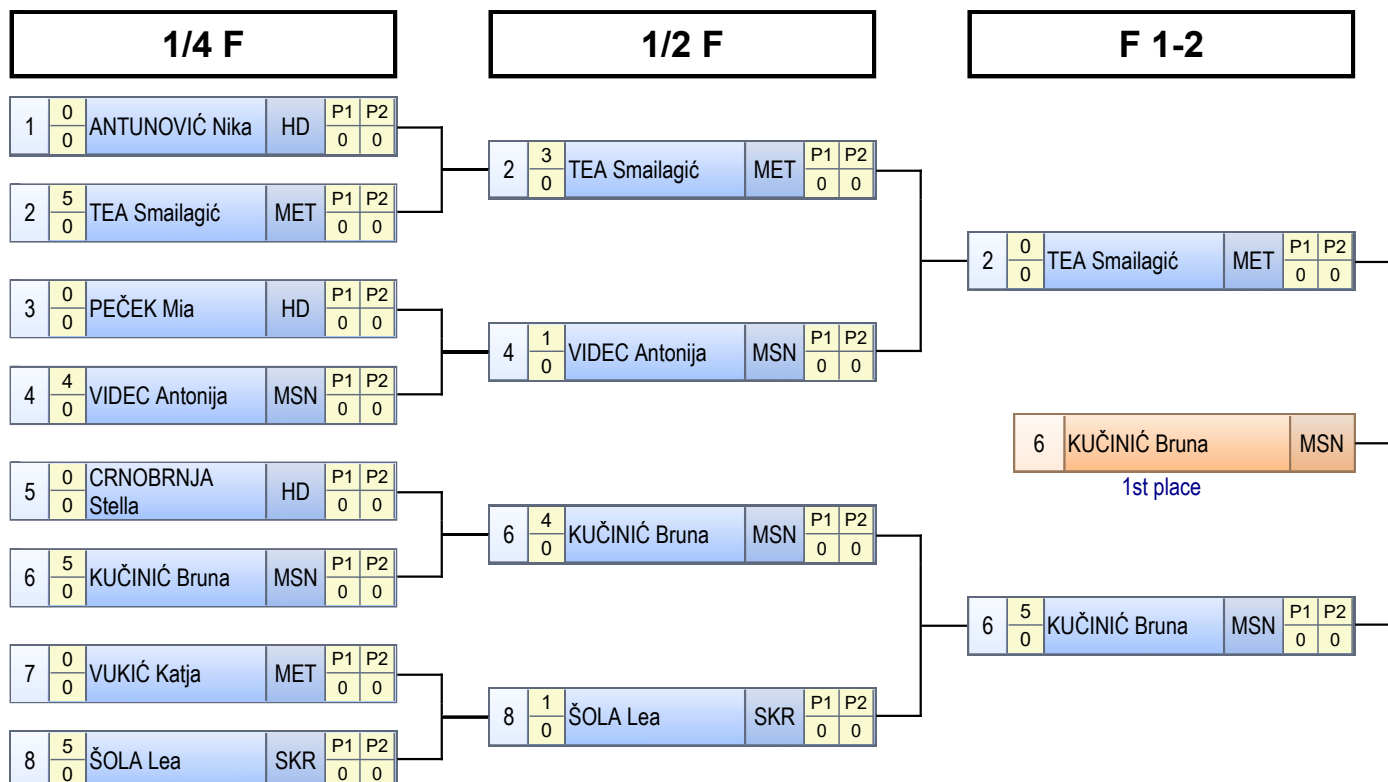 1/4 F
1/2 F
F 1-2
1 0 0 ANTUNOVIĆ Nika HD P1 P2 0 0
2 5 0 TEA Smailagić MET P1 P2 0 0
3 0 0 PEČEK Mia HD P1 P2 0 0
4 4 0 VIDEC Antonija MSN P1 P2 0 0
5 0 0 CRNOBRNJA
Stella HD P1 P2 0 0
6 5 0 KUČINIĆ Bruna MSN P1 P2 0 0
7 0 0 VUKIĆ Katja MET P1 P2 0 0
8 5 0 ŠOLA Lea SKR P1 P2 0 0
2 3 0 TEA Smailagić MET P1 P2 0 0
4 1 0 VIDEC Antonija MSN P1 P2 0 0
6 4 0 KUČINIĆ Bruna MSN P1 P2 0 0
8 1 0 ŠOLA Lea SKR P1 P2 0 0
2 0 0 TEA Smailagić MET P1 P2 0 0
6 KUČINIĆ Bruna MSN
1st place
6 5 0 KUČINIĆ Bruna MSN P1 P2 0 0